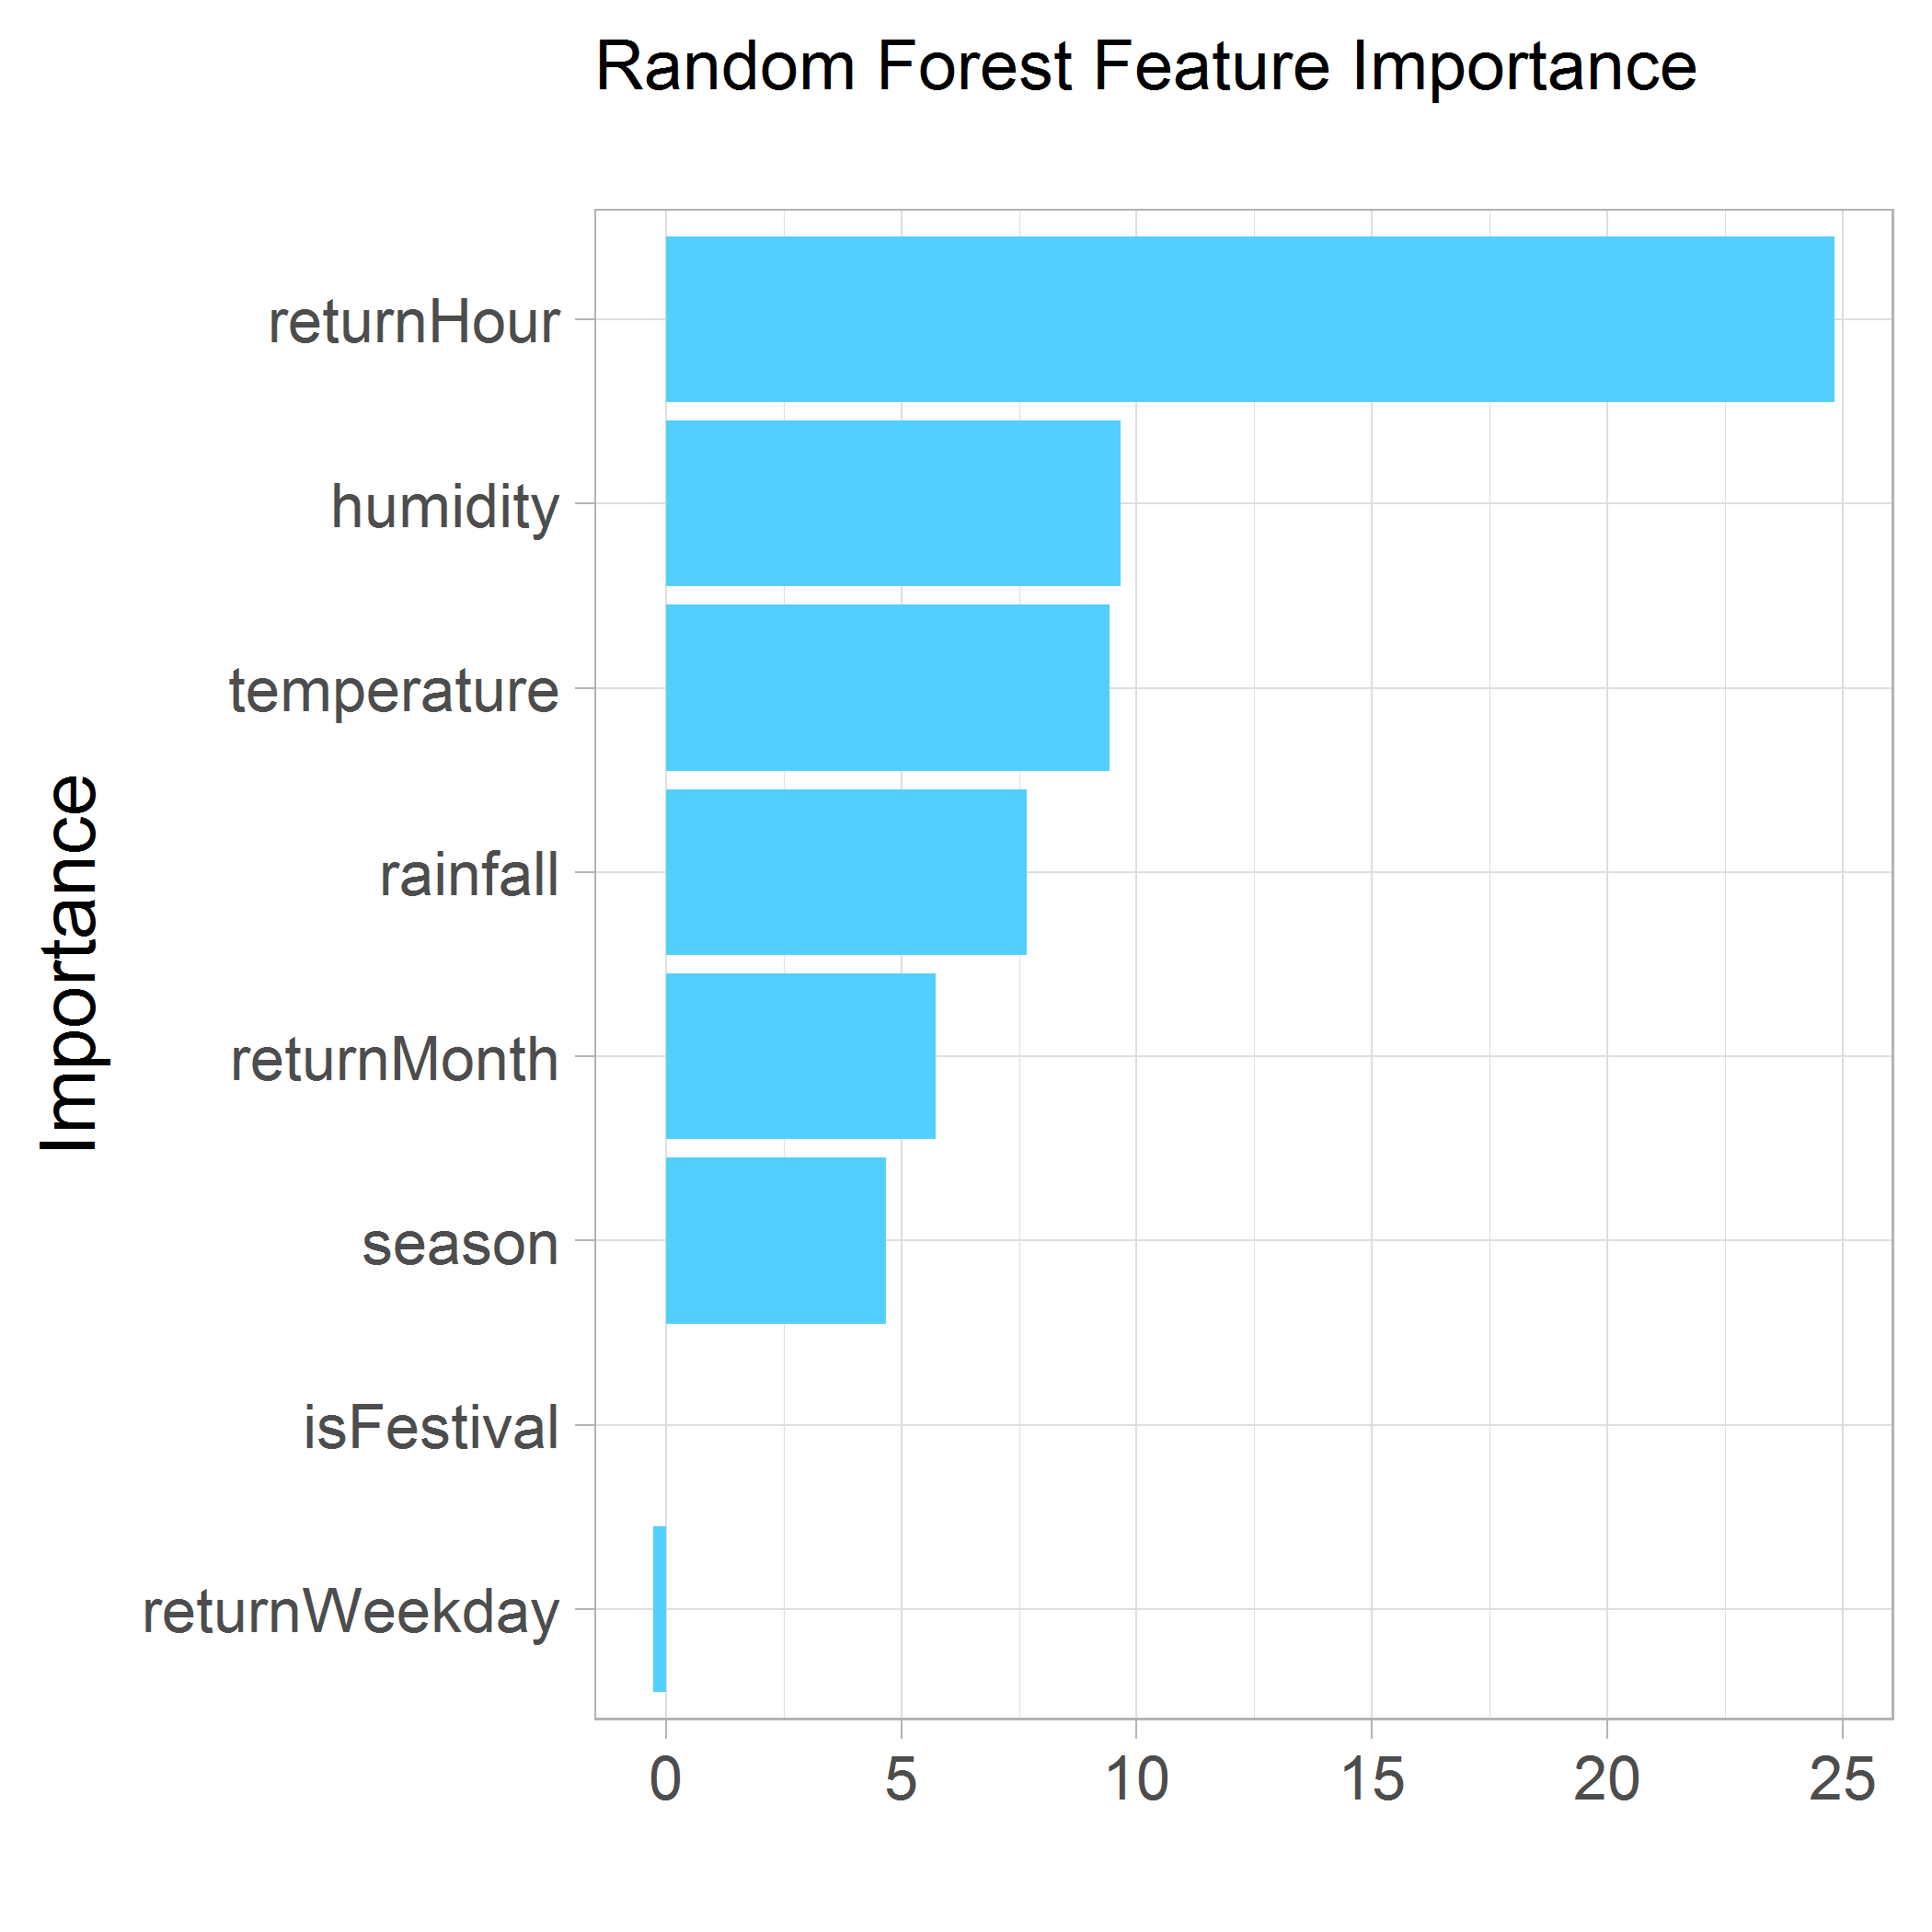 Random Forest Feature Importance
Importance
returnHour
humidity
temperature
rainfall
returnMonth
season
isFestival
returnWeekday
0 5 10 15 20 25